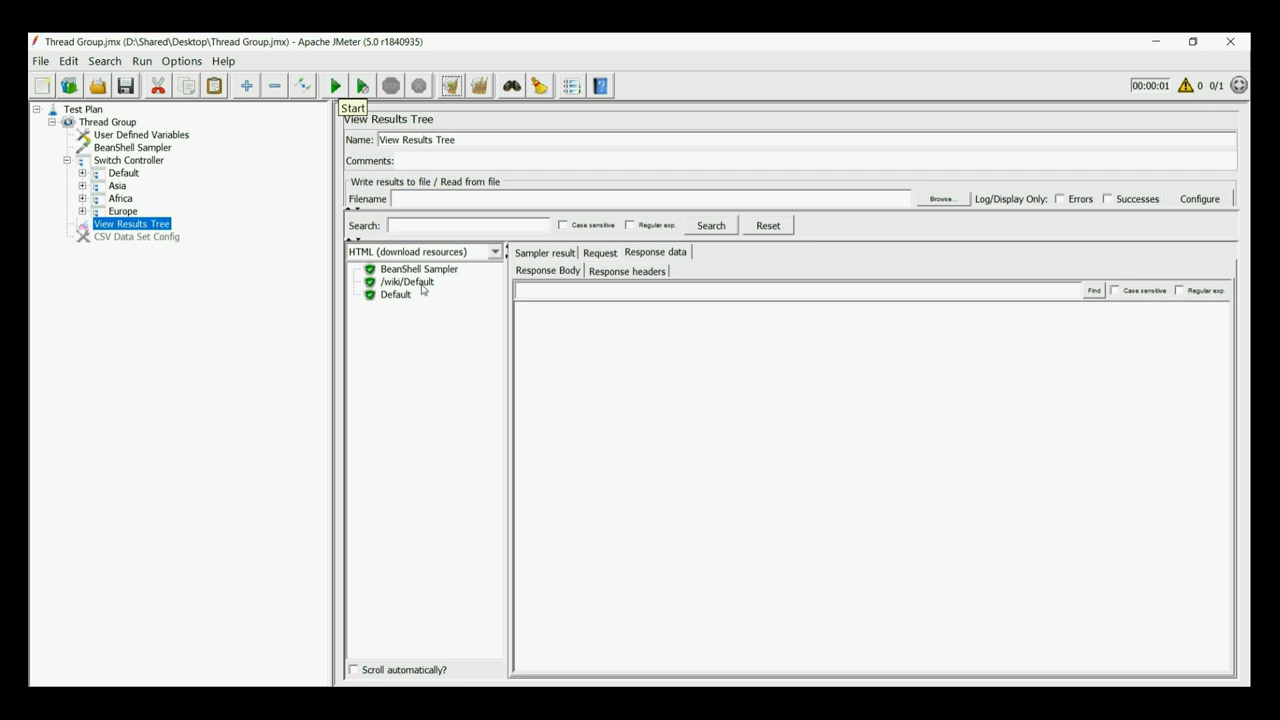 Thread Group.jmx (D:\Shared\Desktop\Thread Group.jmx) - Apache JMeter (5.0 r1840935)
File Edit Search Run Options Help
00:00:01 0 0/1
Start
Test Plan
Thread Group
User Defined Variables
BeanShell Sampler
Switch Controller
Default
Asia
Africa
Europe
View Results Tree
CSV Data Set Config
View Results Tree
Name: View Results Tree
Comments:
Write results to file / Read from file
Filename Browse... Log/Display Only: Errors Successes Configure
Search: Case sensitive Regular exp. Search Reset
HTML (download resources)
BeanShell Sampler
/wiki/Default
Default
Scroll automatically?
Sampler result Request Response data
Response Body Response headers
Find Case sensitive Regular exp.